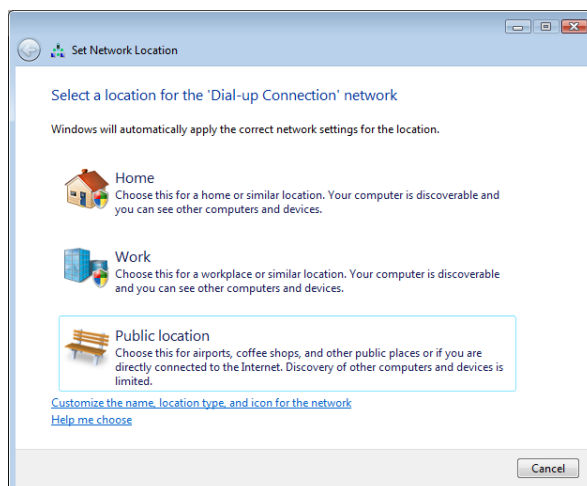 Set Network Location
Select a location for the 'Dial-up Connection' network
Windows will automatically apply the correct network settings for the location.
Home
Choose this for a home or similar location. Your computer is discoverable and
you can see other computers and devices.
Work
Choose this for a workplace or similar location. Your computer is discoverable
and you can see other computers and devices.
Public location
Choose this for airports, coffee shops, and other public places or if you are
directly connected to the Internet. Discovery of other computers and devices is
limited.
Customize the name, location type, and icon for the network
Help me choose
Cancel